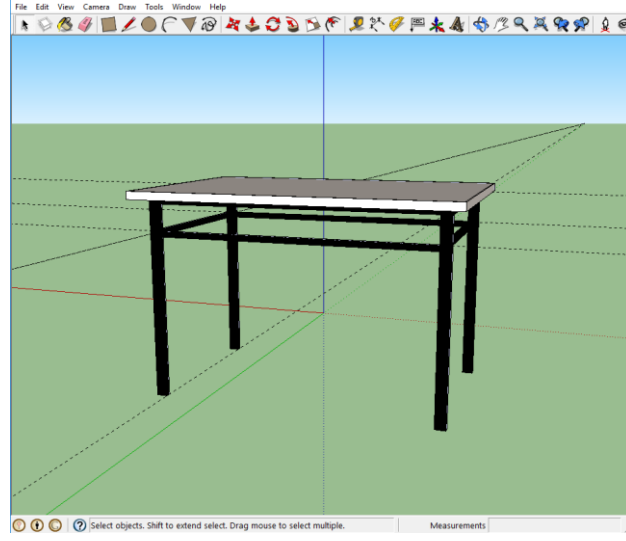 File Edit View Camera Draw Tools Window Help
Select objects. Shift to extend select. Drag mouse to select multiple. Measurements